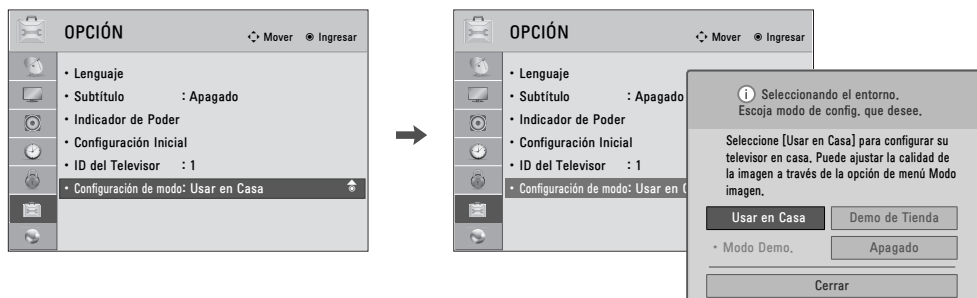 OPCIÓN
Mover Ingresar
• Lenguaje
• Subtítulo : Apagado
• Indicador de Poder
• Configuración Inicial
• ID del Televisor : 1
• Configuración de modo: Usar en Casa
OPCIÓN
Mover Ingresar
• Lenguaje
• Subtítulo : Apagado
• Indicador de Poder
• Configuración Inicial
• ID del Televisor : 1
• Configuración de modo: Usar en C
i Seleccionando el entorno.
Escoja modo de config. que desee.
Seleccione [Usar en Casa] para configurar su
televisor en casa. Puede ajustar la calidad de
la imagen a través de la opción de menú Modo
imagen.
Usar en Casa Demo de Tienda
• Modo Demo. Apagado
Cerrar